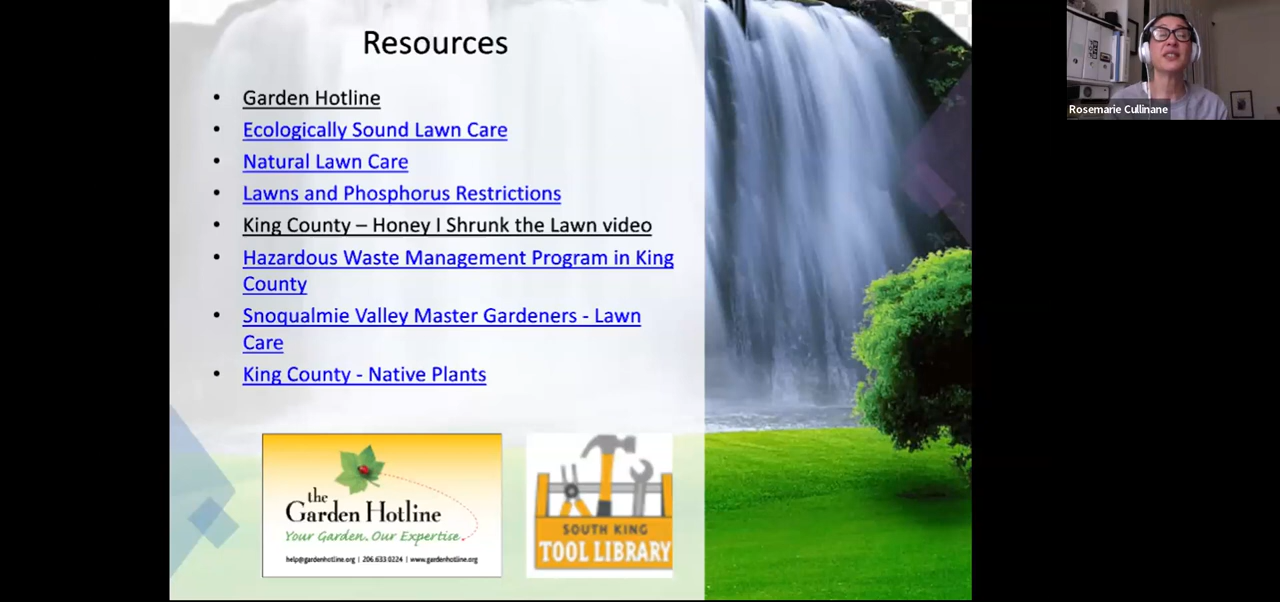 Resources
• Garden Hotline
• Ecologically Sound Lawn Care
• Natural Lawn Care
• Lawns and Phosphorus Restrictions
• King County – Honey I Shrunk the Lawn video
• Hazardous Waste Management Program in King
County
• Snoqualmie Valley Master Gardeners - Lawn
Care
• King County - Native Plants
the
Garden Hotline
Your Garden. Our Expertise.
help@gardenhotline.org | 206.633.0224 | www.gardenhotline.org
SOUTH KING
TOOL LIBRARY
Rosemarie Cullinane